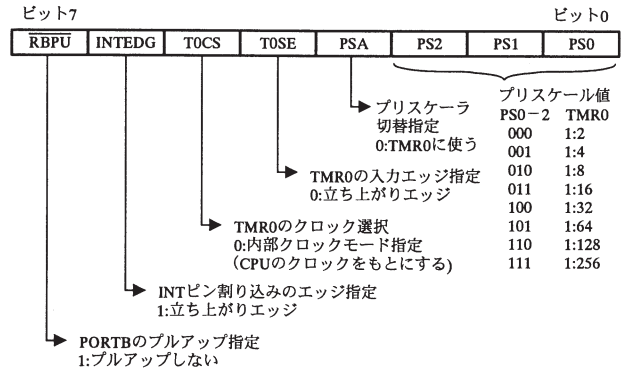 ビット7 ビット0
RBPU INTEDG T0CS T0SE PSA PS2 PS1 PS0
プリスケーラ
切替指定
0:TMR0に使う
プリスケール値
PS0－2 TMR0
000 1:2
001 1:4
010 1:8
011 1:16
100 1:32
101 1:64
110 1:128
111 1:256
TMR0の入力エッジ指定
0:立ち上がりエッジ
TMR0のクロック選択
0:内部クロックモード指定
(CPUのクロックをもとにする)
INTピン割り込みのエッジ指定
1:立ち上がりエッジ
PORTBのプルアップ指定
1:プルアップしない